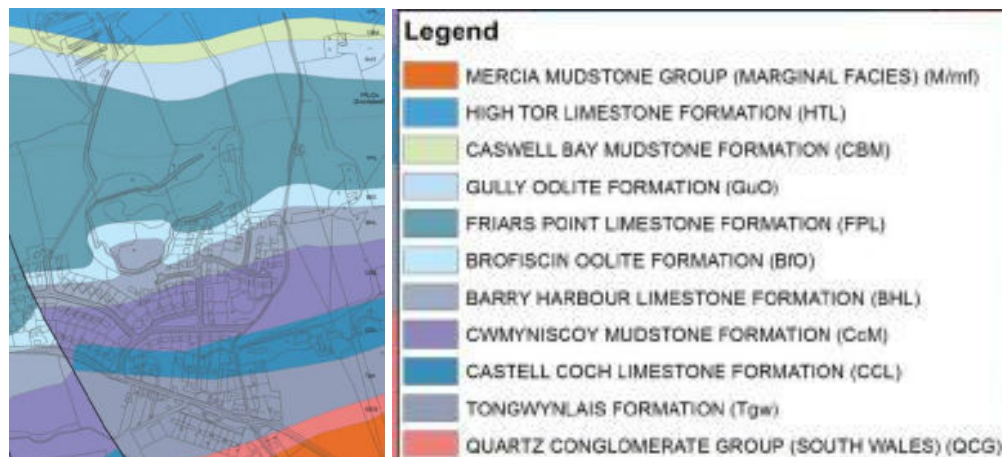 Legend
MERCIA MUDSTONE GROUP (MARGINAL FACIES) (M/mf)
HIGH TOR LIMESTONE FORMATION (HTL)
CASWELL BAY MUDSTONE FORMATION (CBM)
GULLY OOLITE FORMATION (GuO)
FRIARS POINT LIMESTONE FORMATION (FPL)
BROFISCIN OOLITE FORMATION (BfO)
BARRY HARBOUR LIMESTONE FORMATION (BHL)
CWMYNISCOY MUDSTONE FORMATION (CcM)
CASTELL COCH LIMESTONE FORMATION (CCL)
TONGWYNLAIS FORMATION (Tgw)
QUARTZ CONGLOMERATE GROUP (SOUTH WALES) (QCG)